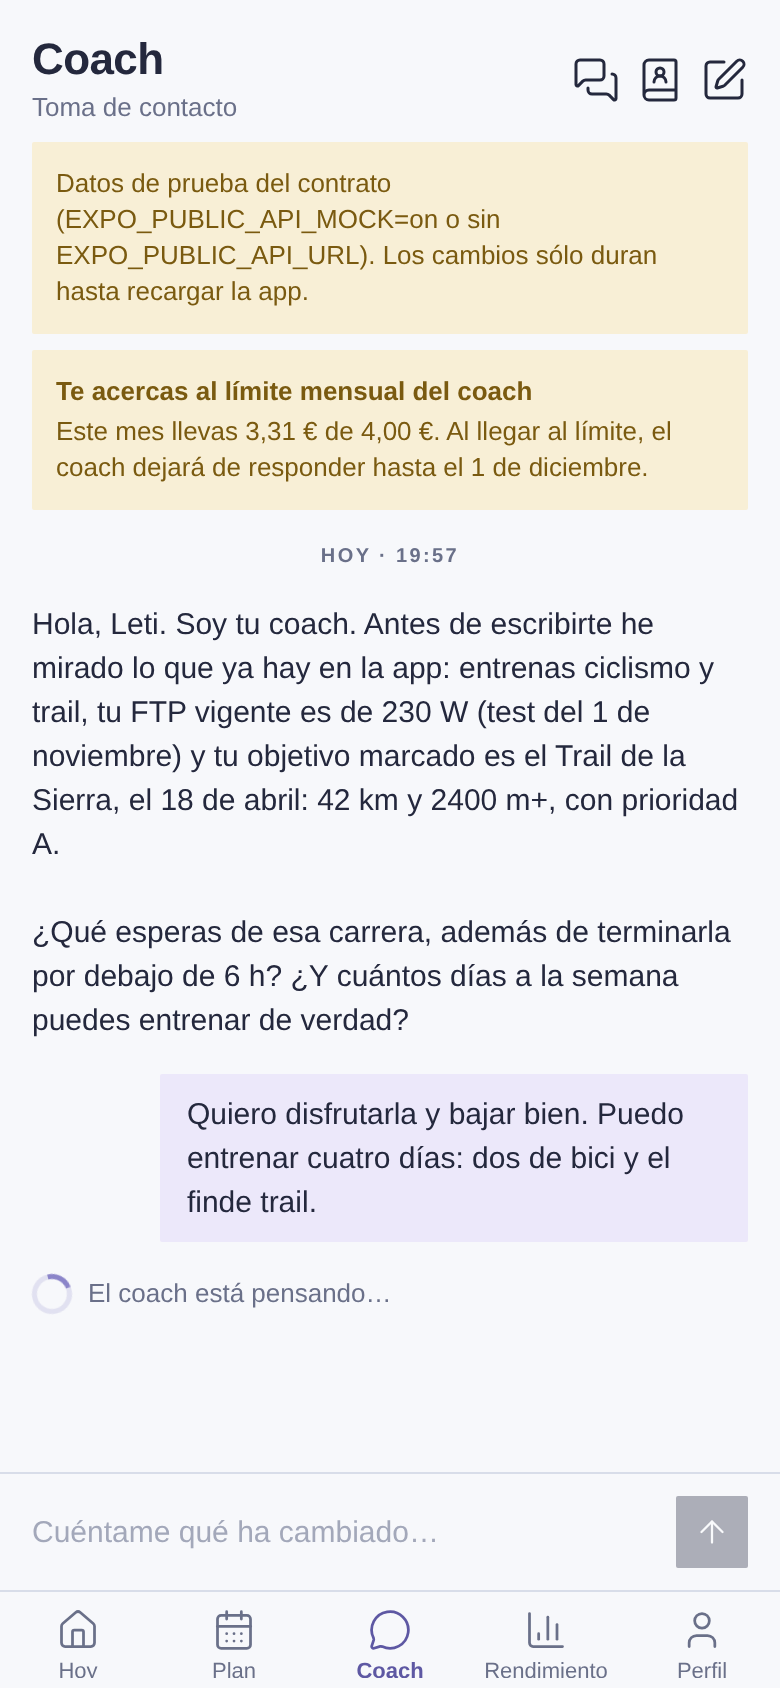 Coach
Toma de contacto
Datos de prueba del contrato
(EXPO_PUBLIC_API_MOCK=on o sin
EXPO_PUBLIC_API_URL). Los cambios sólo duran
hasta recargar la app.
Te acercas al límite mensual del coach
Este mes llevas 3,31 € de 4,00 €. Al llegar al límite, el
coach dejará de responder hasta el 1 de diciembre.
HOY · 19:57
Hola, Leti. Soy tu coach. Antes de escribirte he
mirado lo que ya hay en la app: entrenas ciclismo y
trail, tu FTP vigente es de 230 W (test del 1 de
noviembre) y tu objetivo marcado es el Trail de la
Sierra, el 18 de abril: 42 km y 2400 m+, con prioridad
A.
¿Qué esperas de esa carrera, además de terminarla
por debajo de 6 h? ¿Y cuántos días a la semana
puedes entrenar de verdad?
Quiero disfrutarla y bajar bien. Puedo
entrenar cuatro días: dos de bici y el
finde trail.
El coach está pensando…
Cuéntame qué ha cambiado…
Hoy
Plan
Coach
Rendimiento
Perfil